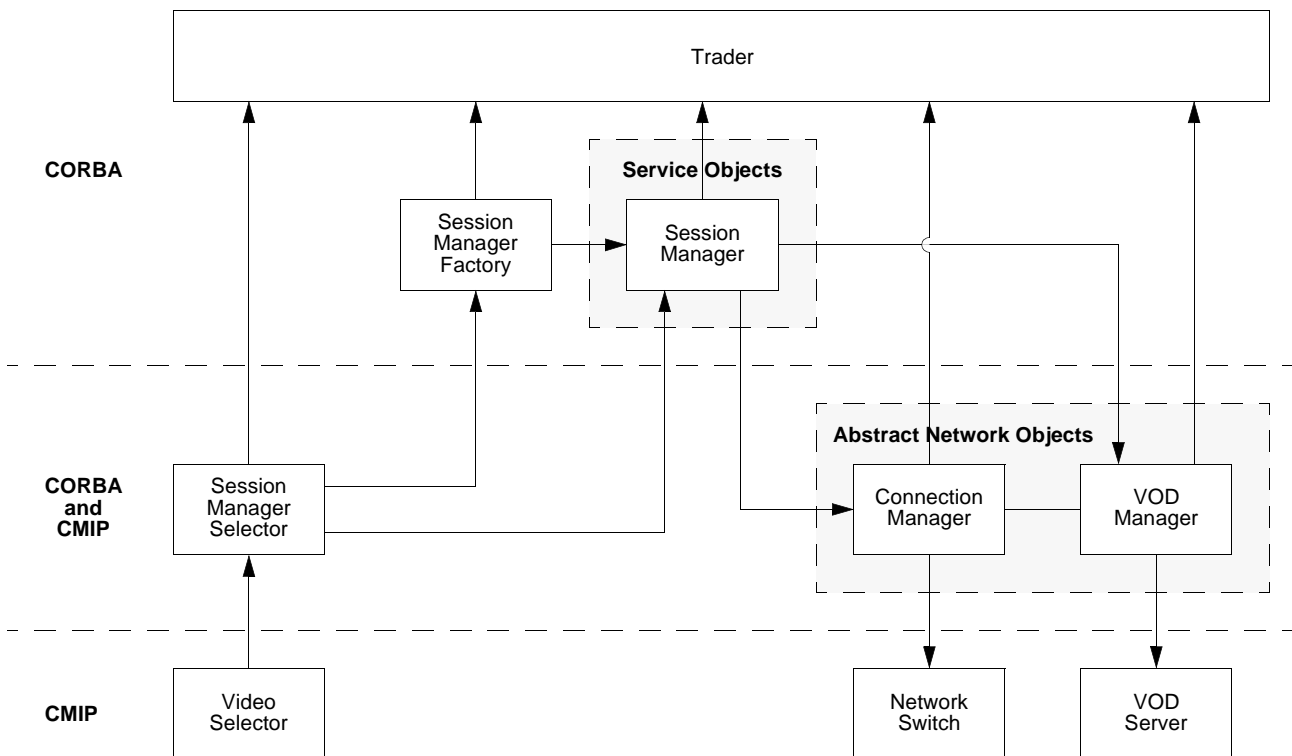 Trader
CORBA
Service Objects
Session
Manager
Factory
Session
Manager
Abstract Network Objects
CORBA
and
CMIP
Session
Manager
Selector
Connection
Manager
VOD
Manager
CMIP
Video
Selector
Network
Switch
VOD
Server